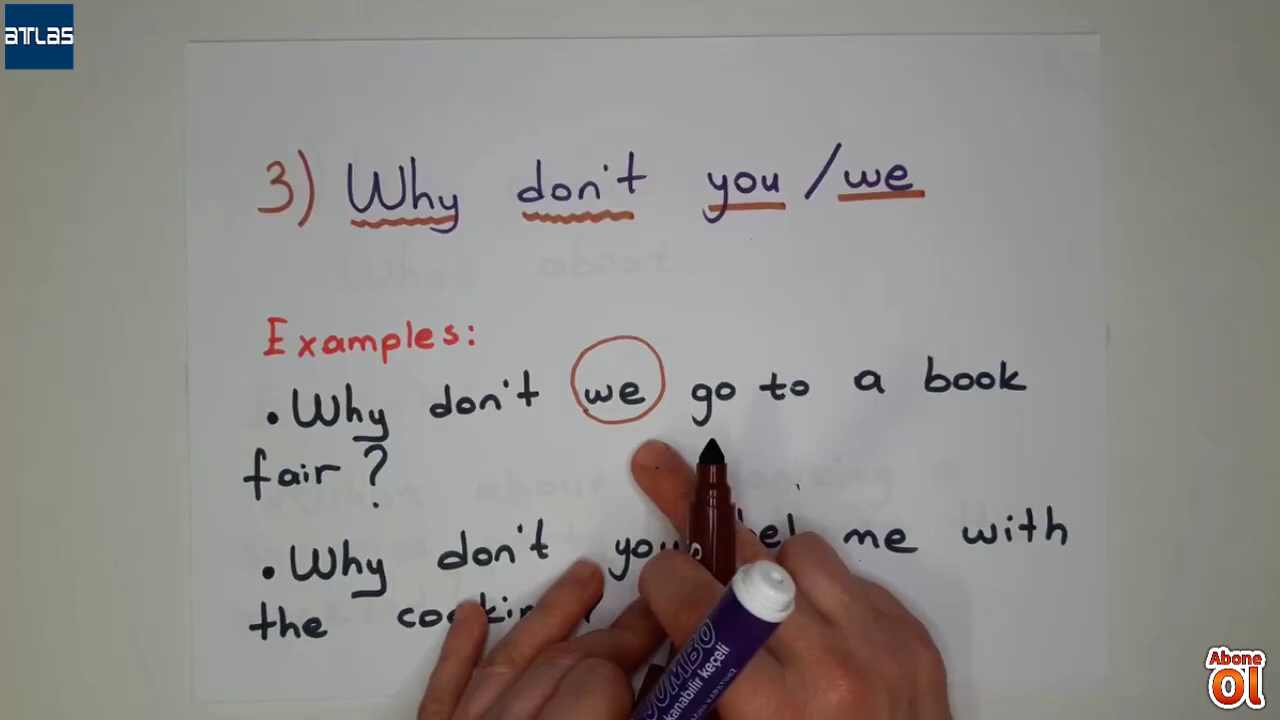 ATLAS
3) Why don't you / we
Examples:
• Why don't we go to a book
fair?
• Why don't me with
the
JUMBO
keçeli
Abone
Ol